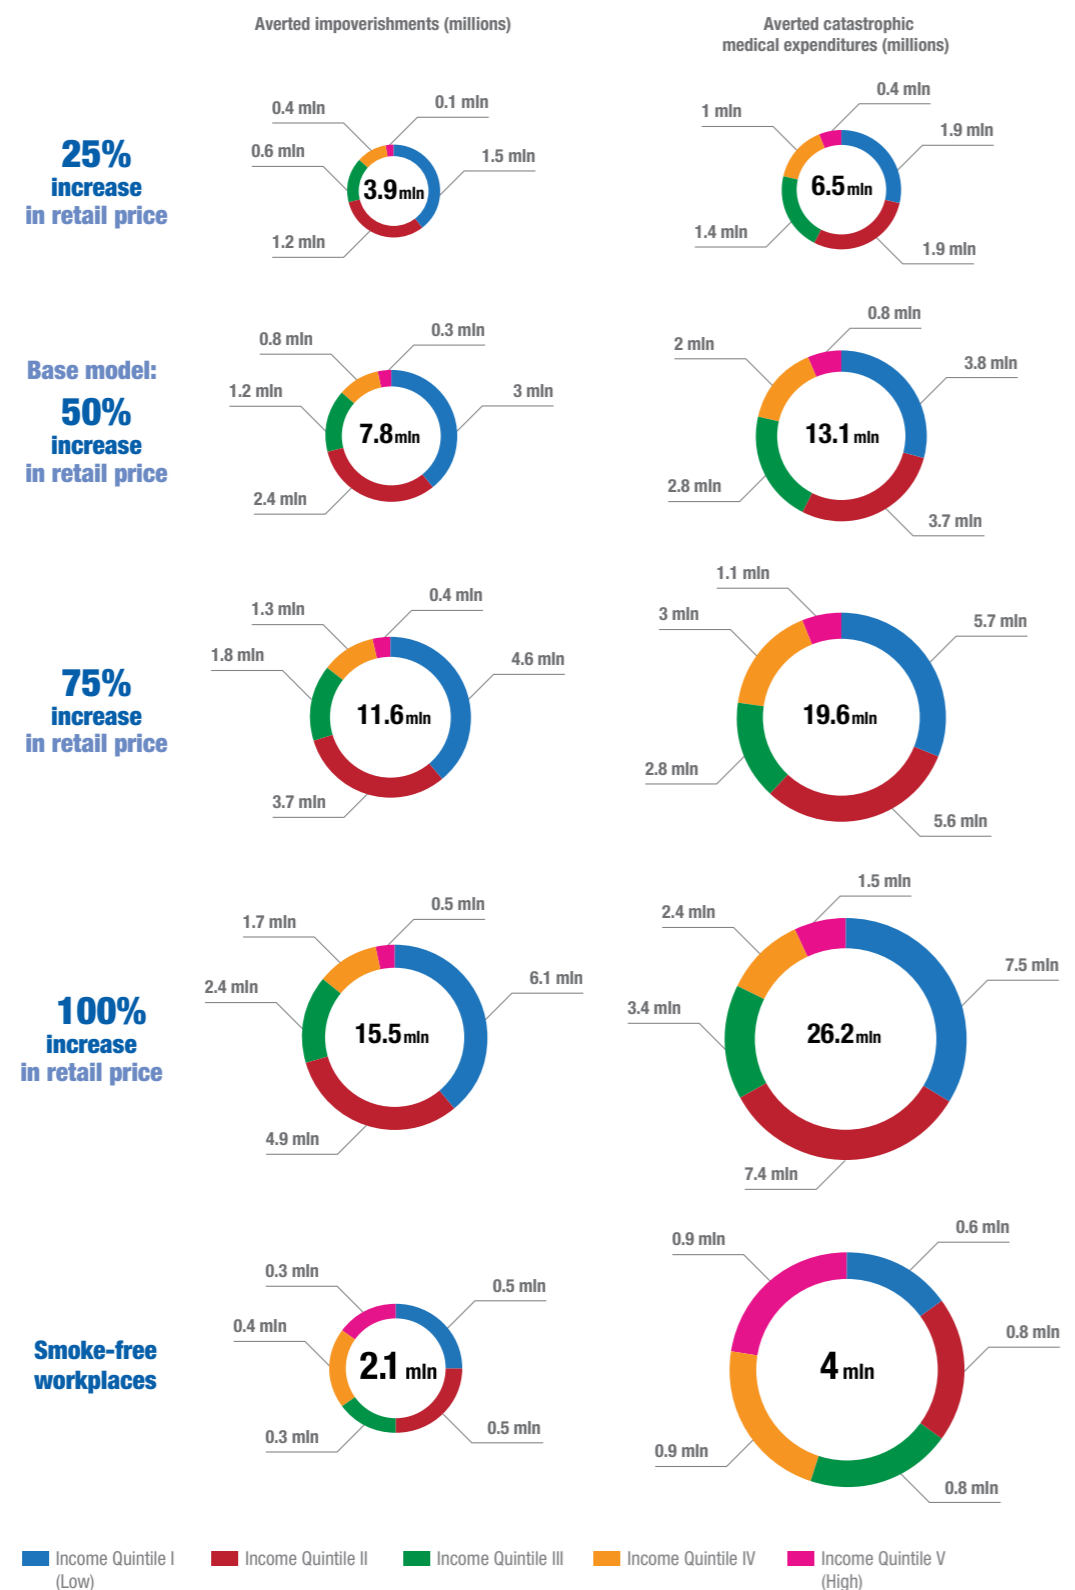 Averted impoverishments (millions)
Averted catastrophic
medical expenditures (millions)
25%
increase
in retail price
0.4 mln
0.1 mln
0.6 mln
1.5 mln
3.9 mln
1.2 mln
0.4 mln
1 mln
1.9 mln
6.5 mln
1.4 mln
1.9 mln
Base model:
50%
increase
in retail price
0.8 mln
0.3 mln
1.2 mln
3 mln
7.8 mln
2.4 mln
0.8 mln
2 mln
3.8 mln
13.1 mln
2.8 mln
3.7 mln
75%
increase
in retail price
1.3 mln
0.4 mln
1.8 mln
4.6 mln
11.6 mln
3.7 mln
1.1 mln
3 mln
5.7 mln
19.6 mln
2.8 mln
5.6 mln
100%
increase
in retail price
1.7 mln
0.5 mln
2.4 mln
6.1 mln
15.5 mln
4.9 mln
1.5 mln
2.4 mln
7.5 mln
3.4 mln
26.2 mln
7.4 mln
Smoke-free
workplaces
0.3 mln
0.5 mln
0.4 mln
2.1 mln
0.3 mln
0.5 mln
0.9 mln
0.6 mln
0.8 mln
4 mln
0.9 mln
0.8 mln
Income Quintile I
(Low)
Income Quintile II
Income Quintile III
Income Quintile IV
Income Quintile V
(High)